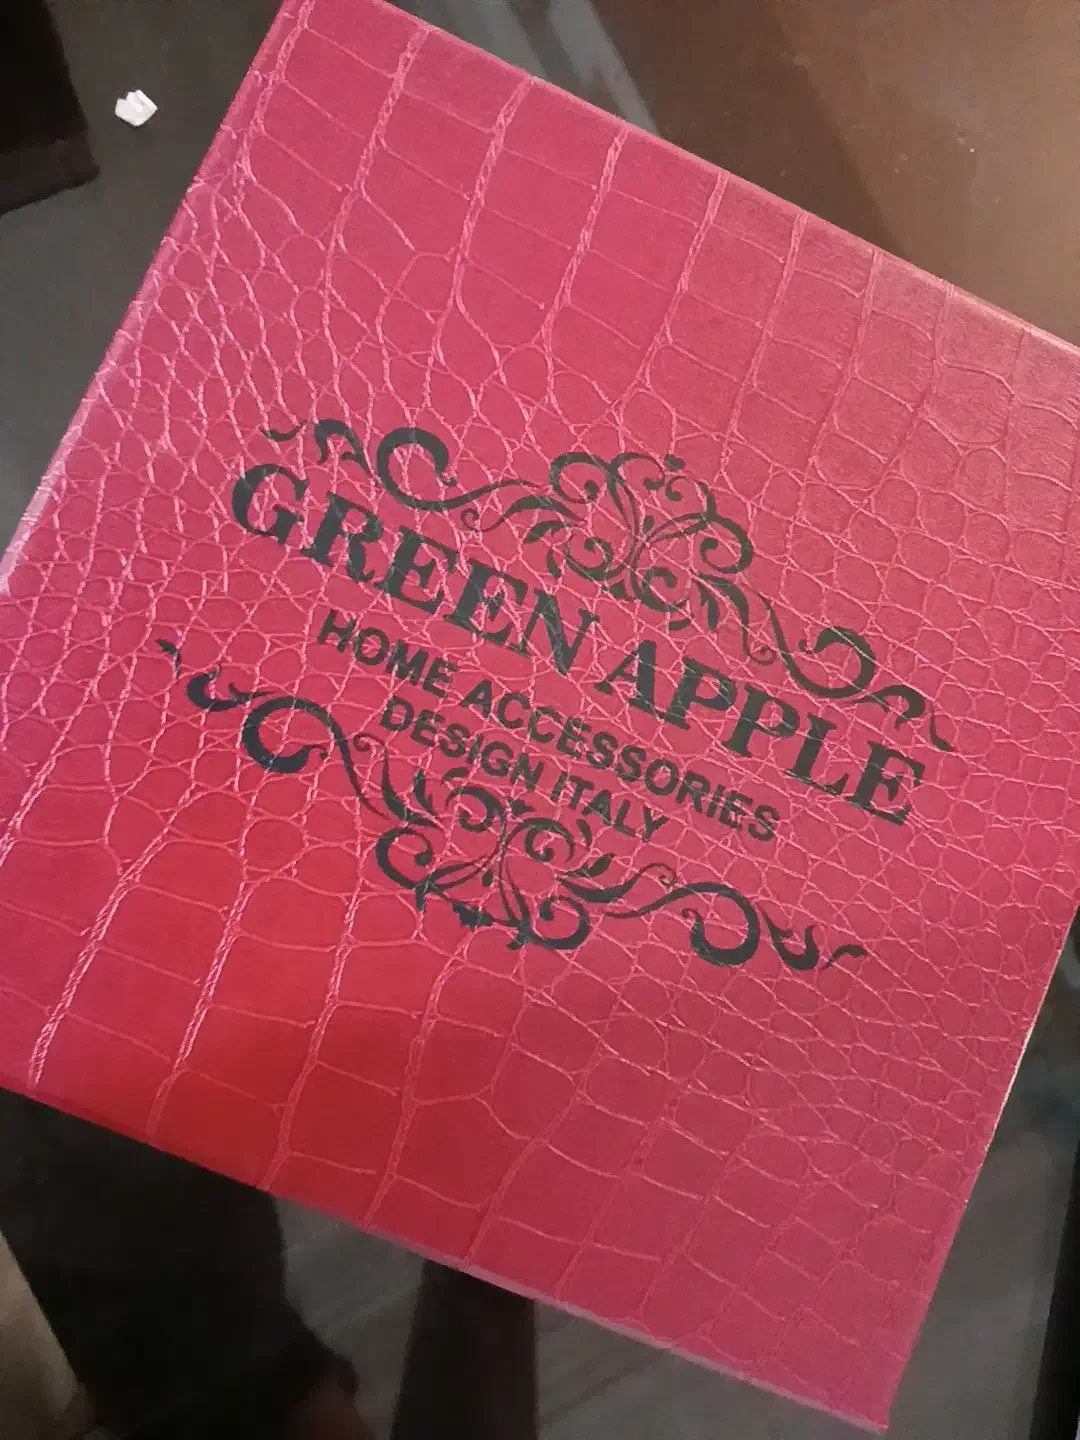 GREEN APPLE
HOME ACCESSORIES
DESIGN ITALY